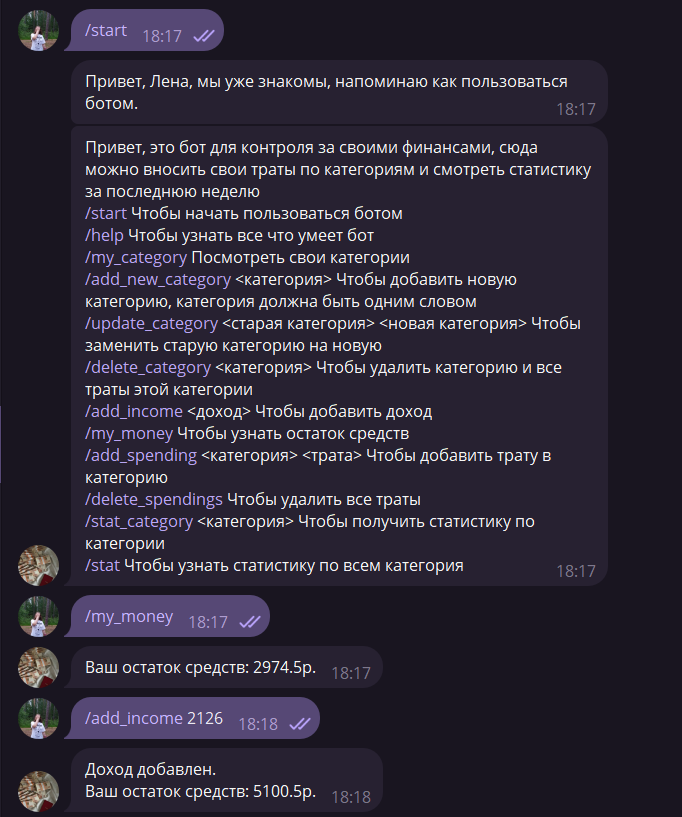 /start 18:17
Привет, Лена, мы уже знакомы, напоминаю как пользоваться
ботом.
18:17
Привет, это бот для контроля за своими финансами, сюда
можно вносить свои траты по категориям и смотреть статистику
за последнюю неделю
/start Чтобы начать пользоваться ботом
/help Чтобы узнать все что умеет бот
/my_category Посмотреть свои категории
/add_new_category <категория> Чтобы добавить новую
категорию, категория должна быть одним словом
/update_category <старая категория> <новая категория> Чтобы
заменить старую категорию на новую
/delete_category <категория> Чтобы удалить категорию и все
траты этой категории
/add_income <доход> Чтобы добавить доход
/my_money Чтобы узнать остаток средств
/add_spending <категория> <трата> Чтобы добавить трату в
категорию
/delete_spendings Чтобы удалить все траты
/stat_category <категория> Чтобы получить статистику по
категории
/stat Чтобы узнать статистику по всем категория
18:17
/my_money 18:17
Ваш остаток средств: 2974.5р. 18:17
/add_income 2126 18:18
Доход добавлен.
Ваш остаток средств: 5100.5р. 18:18